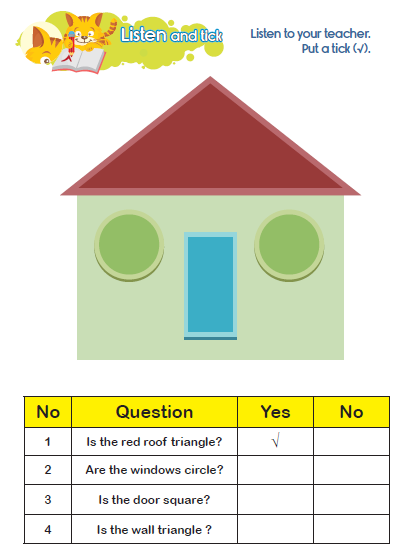 Listen and tick
Listen to your teacher.
Put a tick (√).
No Question Yes No
1 Is the red roof triangle? √
2 Are the windows circle?
3 Is the door square?
4 Is the wall triangle ?